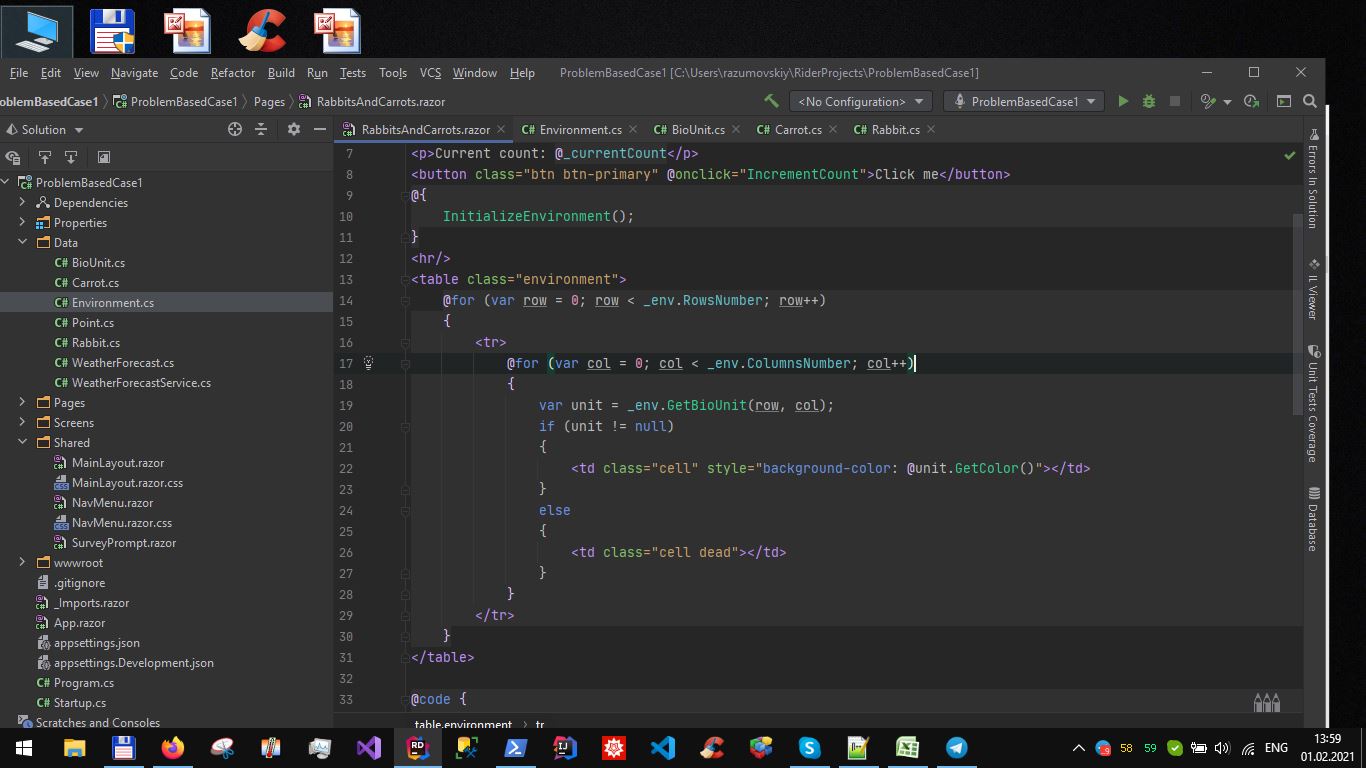 File Edit View Navigate Code Refactor Build Run Tests Tools VCS Window Help ProblemBasedCase1 [C:\Users\razumovskiy\RiderProjects\ProblemBasedCase1]
oblemBasedCase1 ProblemBasedCase1 Pages RabbitsAndCarrots.razor <No Configuration> ProblemBasedCase1
Solution
RabbitsAndCarrots.razor Environment.cs BioUnit.cs Carrot.cs Rabbit.cs
ProblemBasedCase1
Dependencies
Properties
Data
C# BioUnit.cs
C# Carrot.cs
C# Environment.cs
C# Point.cs
C# Rabbit.cs
C# WeatherForecast.cs
C# WeatherForecastService.cs
Pages
Screens
Shared
MainLayout.razor
MainLayout.razor.css
NavMenu.razor
NavMenu.razor.css
SurveyPrompt.razor
wwwroot
.gitignore
_Imports.razor
App.razor
appsettings.json
appsettings.Development.json
C# Program.cs
C# Startup.cs
Scratches and Consoles
7 <p>Current count: @_currentCount</p>
8 <button class="btn btn-primary" @onclick="IncrementCount">Click me</button>
9 @{
10 InitializeEnvironment();
11 }
12 <hr/>
13 <table class="environment">
14 @for (var row = 0; row < _env.RowsNumber; row++)
15 {
16 <tr>
17 @for (var col = 0; col < _env.ColumnsNumber; col++)
18 {
19 var unit = _env.GetBioUnit(row, col);
20 if (unit != null)
21 {
22 <td class="cell" style="background-color: @unit.GetColor()"></td>
23 }
24 else
25 {
26 <td class="cell dead"></td>
27 }
28 }
29 </tr>
30 }
31 </table>
32
33 @code {
table.environment tr
Errors In Solution
IL Viewer
Unit Tests Coverage
Database
58 59 ENG 13:59
01.02.2021